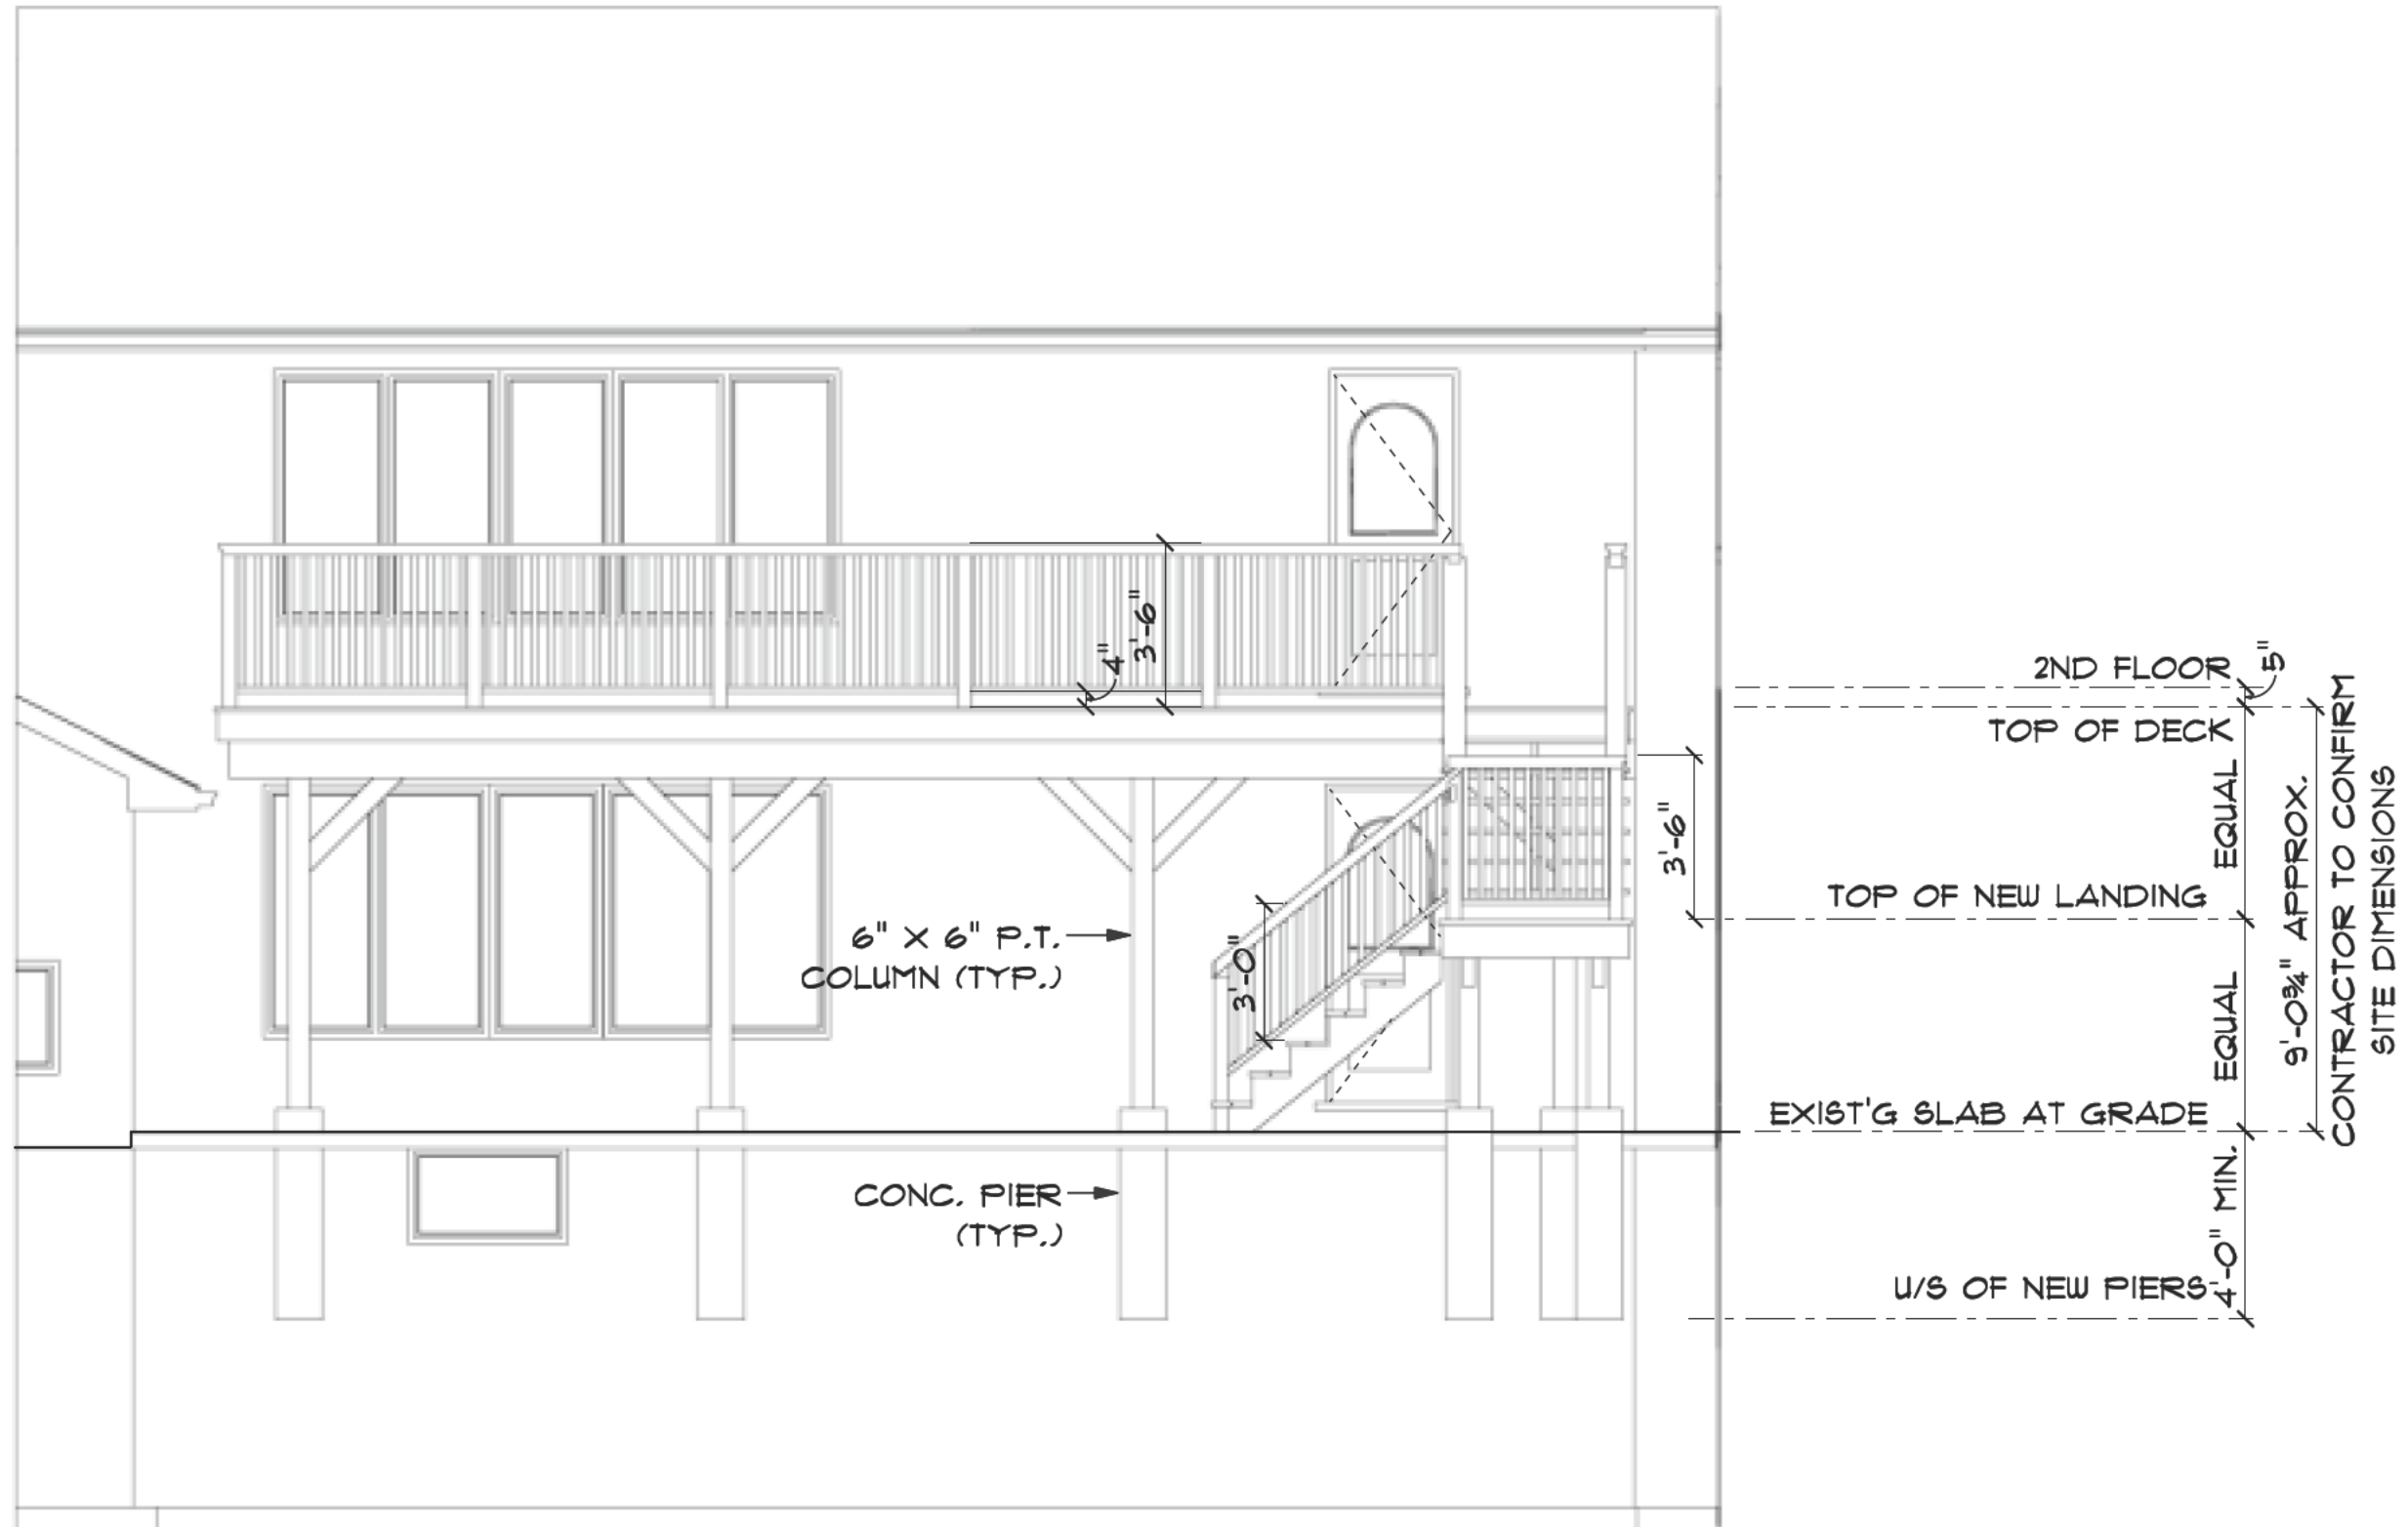 3'-6"
4"
2ND FLOOR
5"
TOP OF DECK
EQUAL
9'-0¾" APPROX.
CONTRACTOR TO CONFIRM
SITE DIMENSIONS
3'-6"
TOP OF NEW LANDING
6" X 6" P.T.
COLUMN (TYP.)
3'-0"
EQUAL
EXIST'G SLAB AT GRADE
CONC. PIER
(TYP.)
4'-0" MIN.
U/S OF NEW PIERS